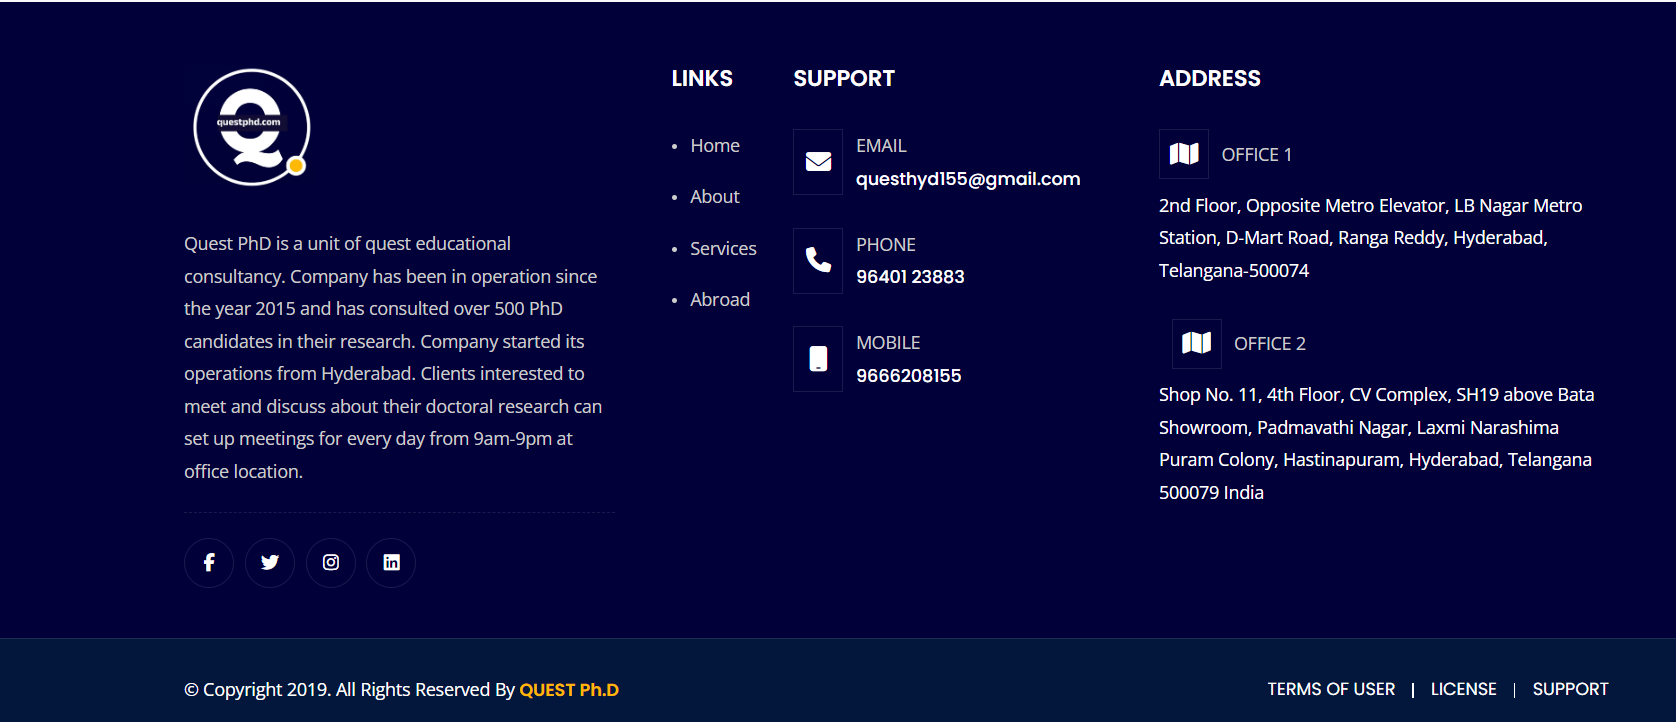 questphd.com
Quest PhD is a unit of quest educational
consultancy. Company has been in operation since
the year 2015 and has consulted over 500 PhD
candidates in their research. Company started its
operations from Hyderabad. Clients interested to
meet and discuss about their doctoral research can
set up meetings for every day from 9am-9pm at
office location.
LINKS
Home
About
Services
Abroad
SUPPORT
EMAIL
questhyd155@gmail.com
PHONE
96401 23883
MOBILE
9666208155
ADDRESS
OFFICE 1
2nd Floor, Opposite Metro Elevator, LB Nagar Metro
Station, D-Mart Road, Ranga Reddy, Hyderabad,
Telangana-500074
OFFICE 2
Shop No. 11, 4th Floor, CV Complex, SH19 above Bata
Showroom, Padmavathi Nagar, Laxmi Narashima
Puram Colony, Hastinapuram, Hyderabad, Telangana
500079 India
© Copyright 2019. All Rights Reserved By QUEST Ph.D
TERMS OF USER | LICENSE | SUPPORT